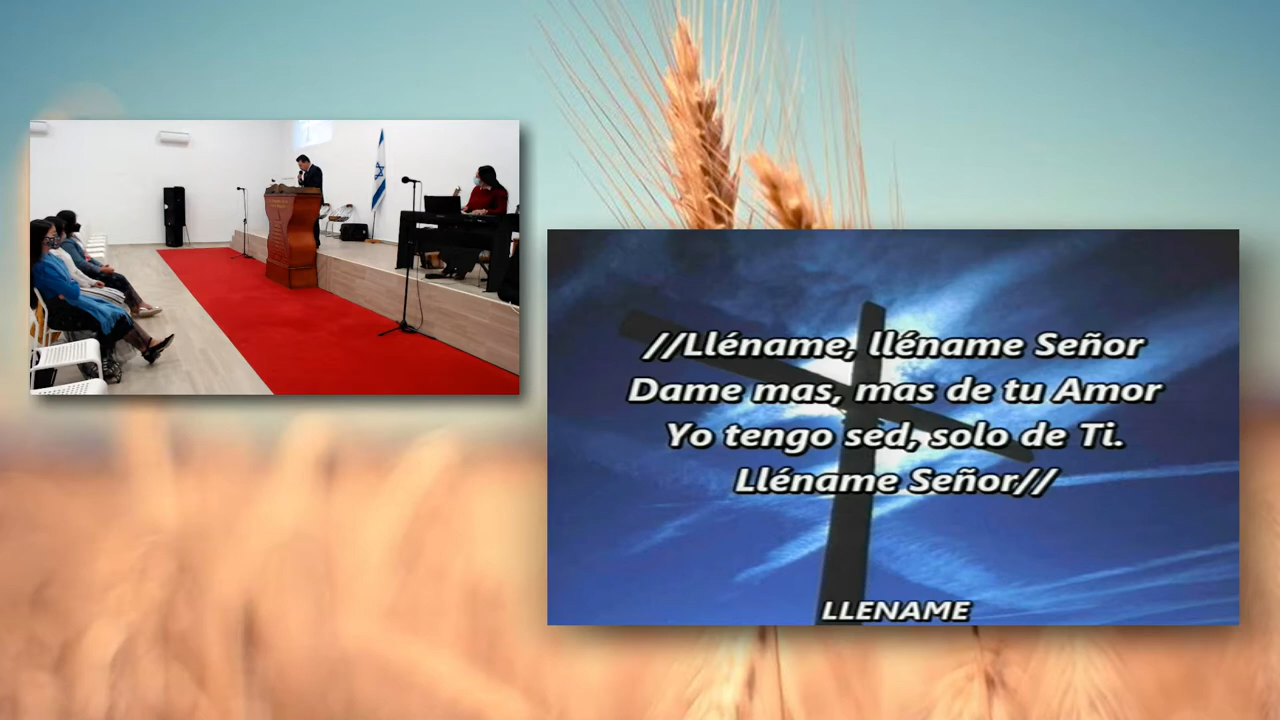 //Lléname, lléname Señor
Dame mas, mas de tu Amor
Yo tengo sed, solo de Ti.
Lléname Señor//
LLENAME